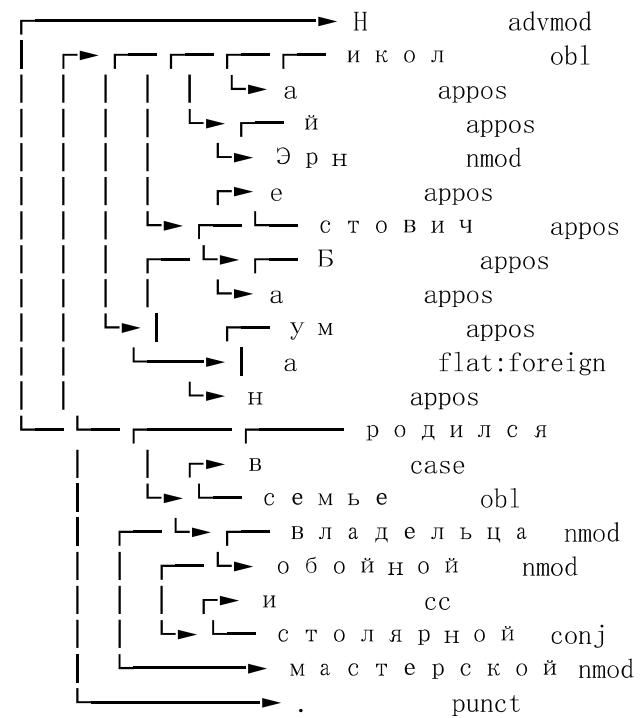 Н advmod
икол obl
а appos
й appos
Эрн nmod
е appos
стович appos
Б appos
а appos
ум appos
а flat:foreign
н appos
родился
в case
семье obl
владельца nmod
обойной nmod
и cc
столярной conj
мастерской nmod
. punct